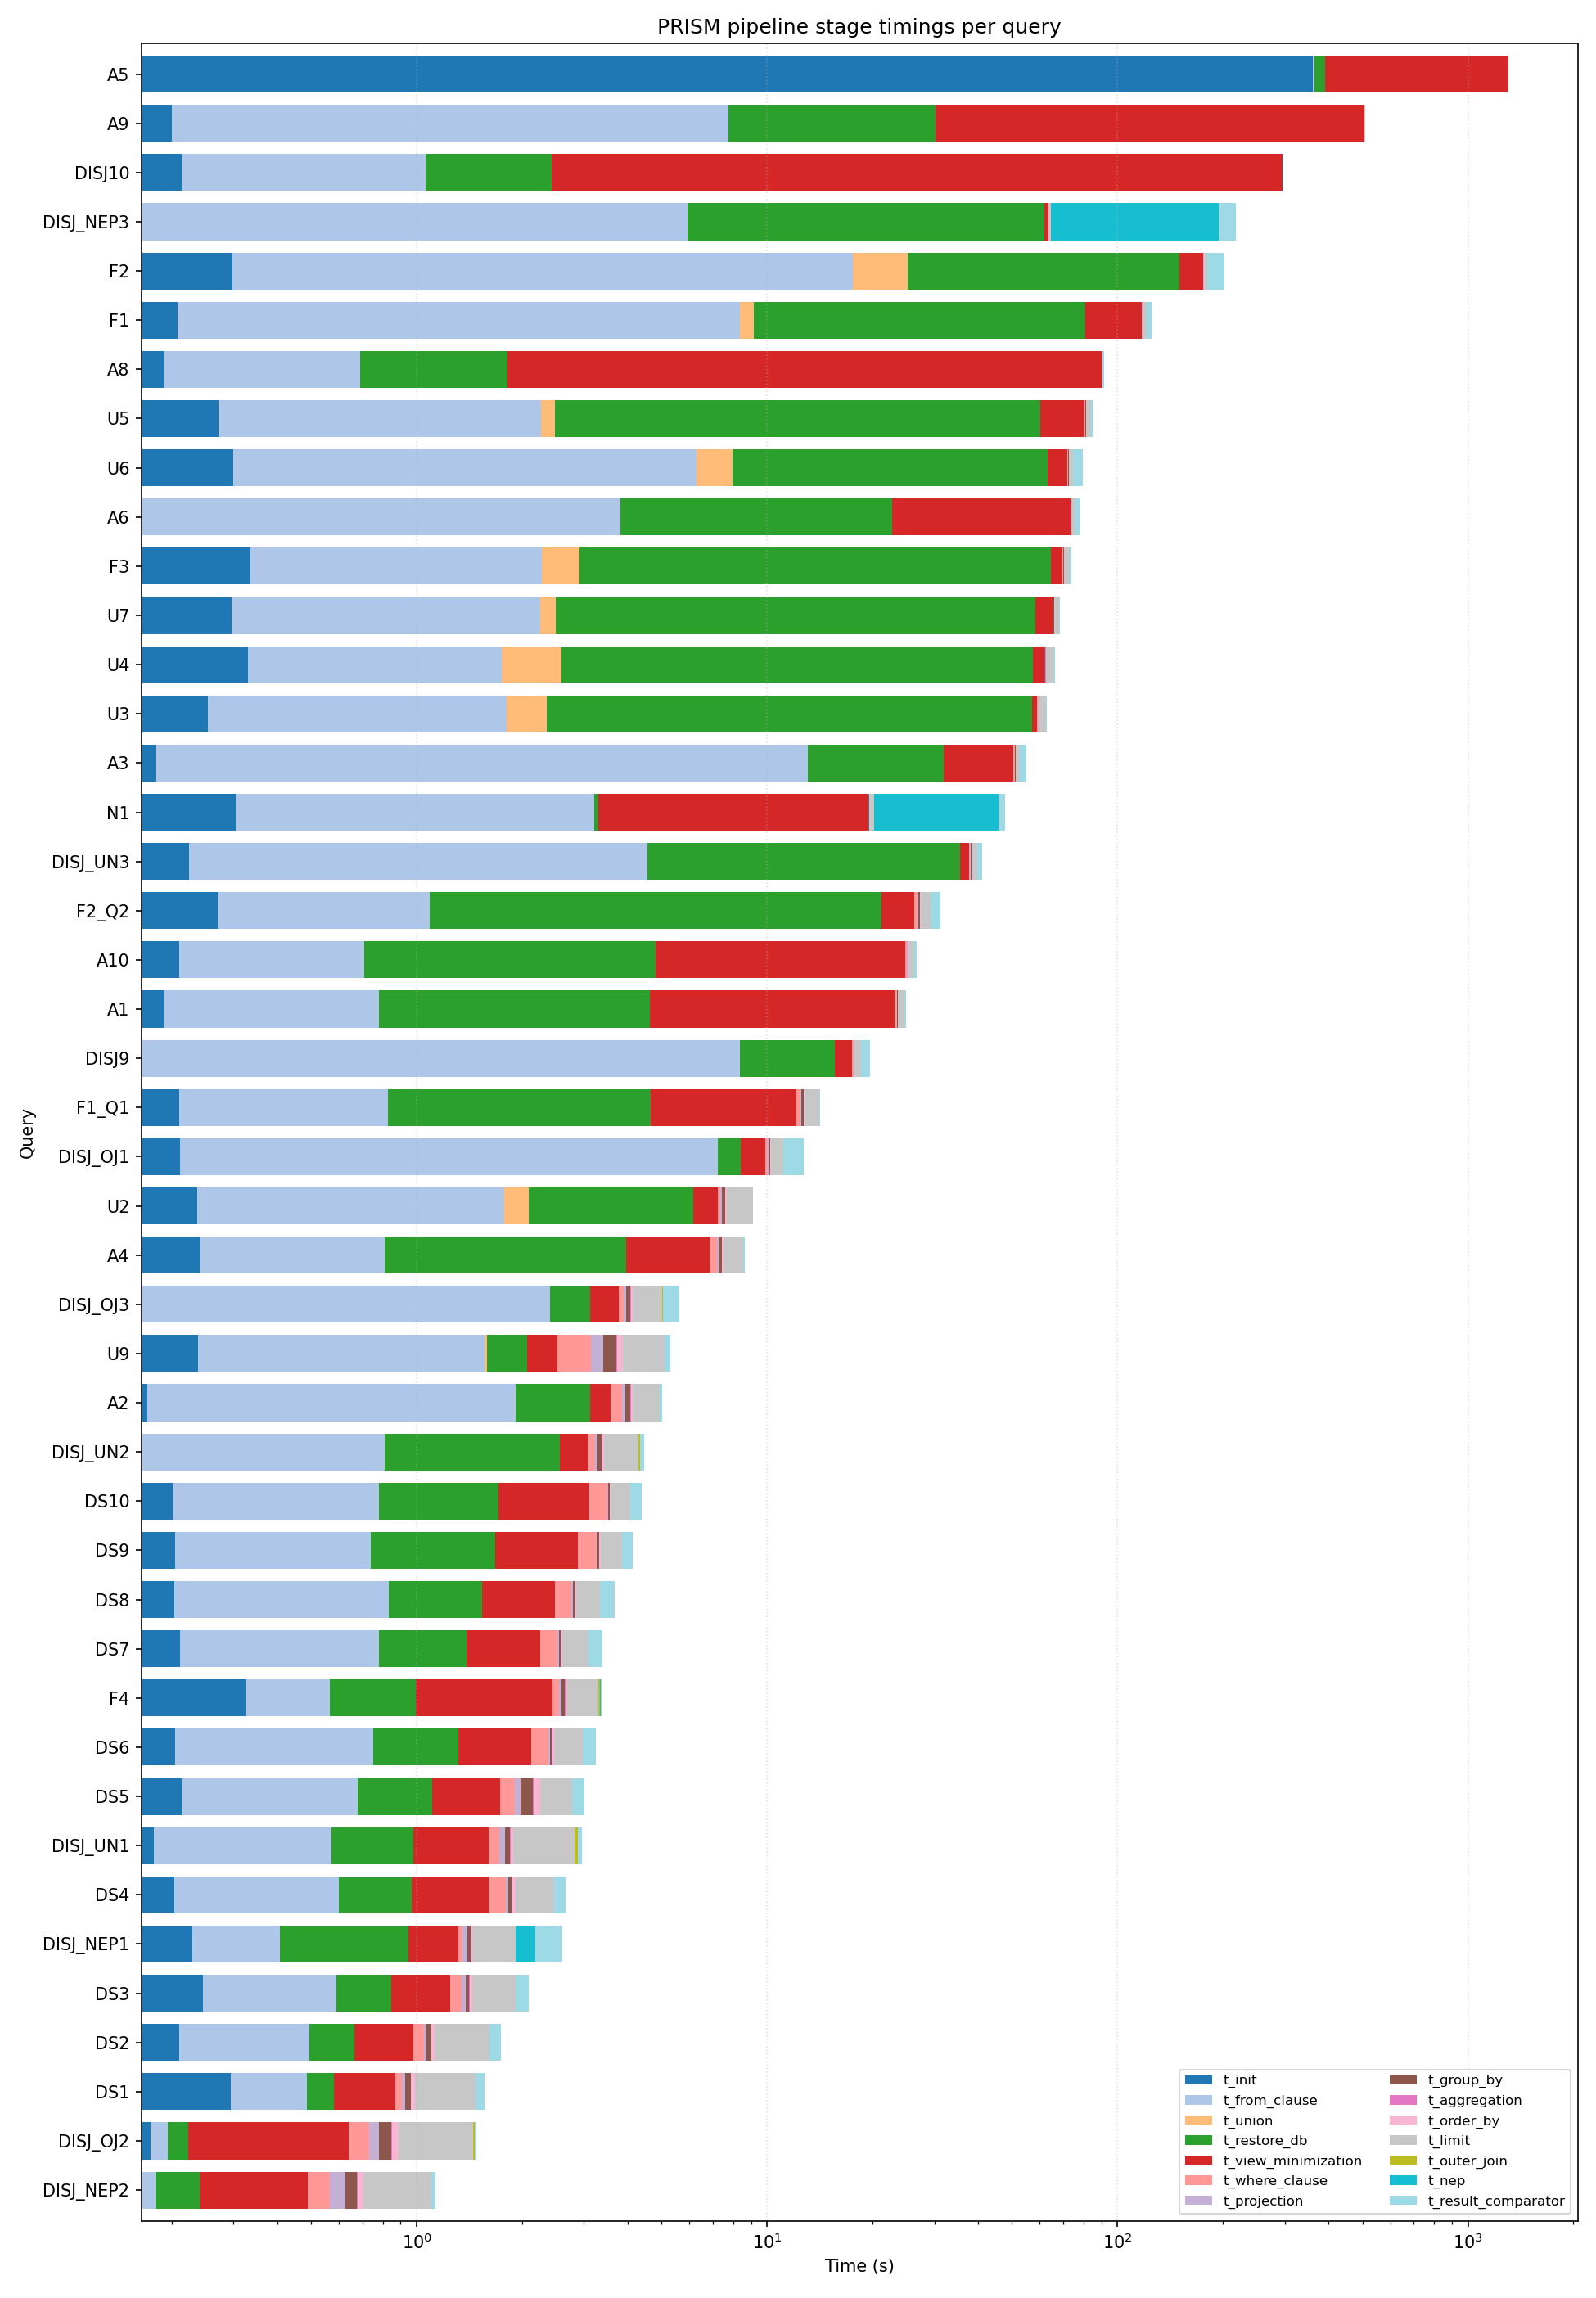 PRISM pipeline stage timings per query
A5
A9
DISJ10
DISJ_NEP3
F2
F1
A8
U5
U6
A6
F3
U7
U4
U3
A3
N1
DISJ_UN3
F2_Q2
A10
A1
DISJ9
F1_Q1
DISJ_OJ1
U2
A4
DISJ_OJ3
U9
A2
DISJ_UN2
DS10
DS9
DS8
DS7
F4
DS6
DS5
DISJ_UN1
DS4
DISJ_NEP1
DS3
DS2
DS1
DISJ_OJ2
DISJ_NEP2
Query
t_init
t_from_clause
t_union
t_restore_db
t_view_minimization
t_where_clause
t_projection
t_group_by
t_aggregation
t_order_by
t_limit
t_outer_join
t_nep
t_result_comparator
10⁰ 10¹ 10² 10³
Time (s)